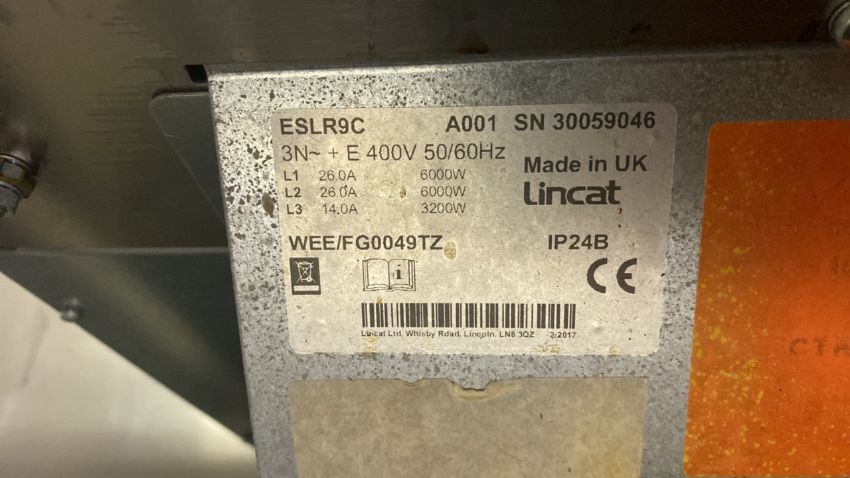 ESLR9C A001 SN 30059046
3N~ + E 400V 50/60Hz
Made in UK
L1 26.0A 6000W
L2 26.0A 6000W
L3 14.0A 3200W
Lincat
WEE/FG0049TZ IP24B
i
CE
Lincat Ltd, Whisby Road, Lincoln, LN6 3QZ 2/2017